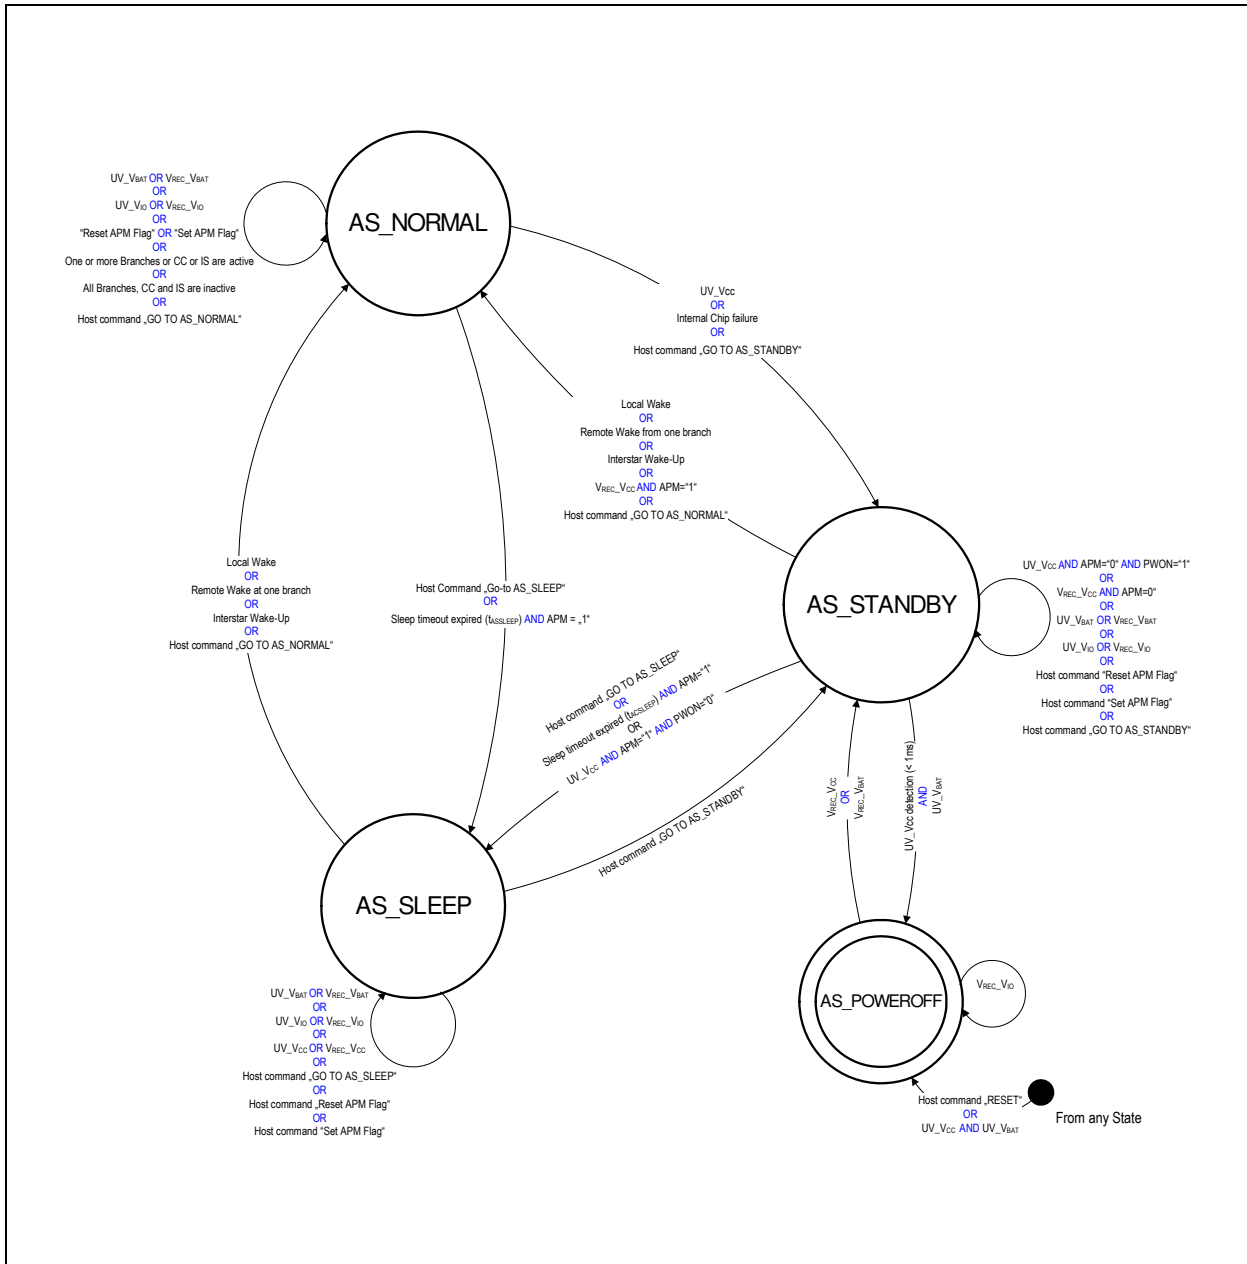 AS_NORMAL
UV_VBAT OR VREC_VBAT
OR
UV_VIO OR VREC_VIO
OR
“Reset APM Flag“ OR “Set APM Flag“
OR
One or more Branches or CC or IS are active
OR
All Branches, CC and IS are inactive
OR
Host command „GO TO AS_NORMAL“
UV_Vcc
OR
Internal Chip failure
OR
Host command „GO TO AS_STANDBY“
Local Wake
OR
Remote Wake from one branch
OR
Interstar Wake-Up
OR
VREC_VCC AND APM=“1“
OR
Host command „GO TO AS_NORMAL“
Local Wake
OR
Remote Wake at one branch
OR
Interstar Wake-Up
OR
Host command „GO TO AS_NORMAL“
Host Command „Go-to AS_SLEEP“
OR
Sleep timeout expired (tASSLEEP) AND APM = „1“
AS_STANDBY
UV_VCC AND APM=“0“ AND PWON=“1“
OR
VREC_VCC AND APM=0“
OR
UV_VBAT OR VREC_VBAT
OR
UV_VIO OR VREC_VIO
OR
Host command “Reset APM Flag“
OR
Host command “Set APM Flag“
OR
Host command „GO TO AS_STANDBY“
Host command „GO TO AS_SLEEP“
OR
Sleep timeout expired (tACSLEEP) AND APM=“1“
OR
UV_VCC AND APM=“1“ AND PWON=“0“
Host command „GO TO AS_STANDBY“
VREC_VCC
OR
VREC_VBAT
UV_Vcc detection (< 1ms)
AND
UV_VBAT
AS_SLEEP
UV_VBAT OR VREC_VBAT
OR
UV_VIO OR VREC_VIO
OR
UV_VCC OR VREC_VCC
OR
Host command „GO TO AS_SLEEP“
OR
Host command „Reset APM Flag“
OR
Host command “Set APM Flag“
AS_POWEROFF
VREC_VIO
Host command „RESET“
OR
UV_VCC AND UV_VBAT
From any State